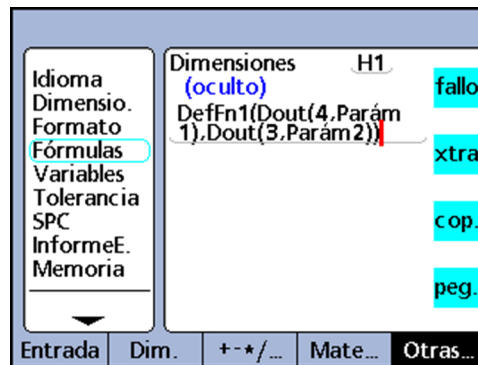 Idioma
Dimensio.
Formato
Fórmulas
Variables
Tolerancia
SPC
InformeE.
Memoria
Dimensiones H1
(oculto)
DefFn1(Dout(4,Parám
1),Dout(3,Parám2))
fallo
xtra
cop.
peg.
Entrada Dim. +-*/... Mate... Otras...